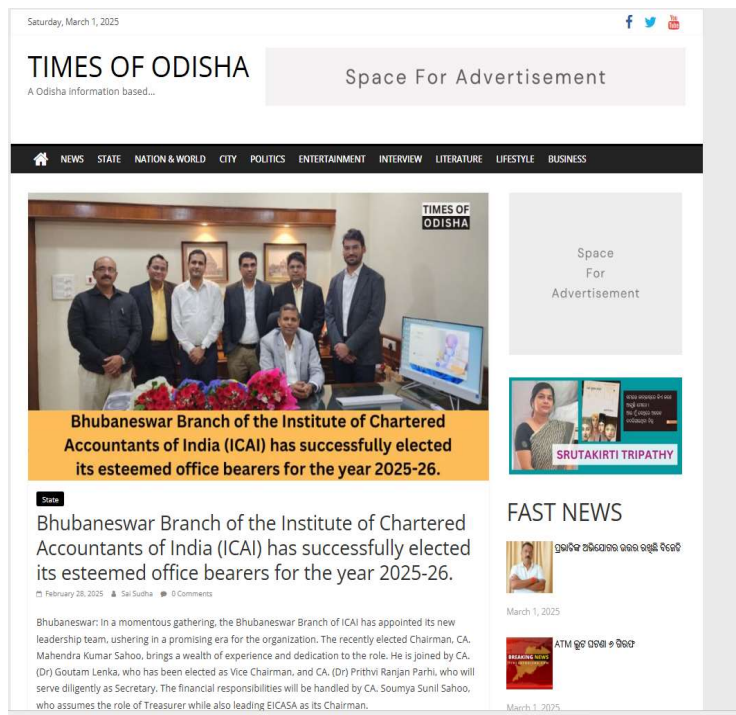 Saturday, March 1, 2025
TIMES OF ODISHA
A Odisha information based...
Space For Advertisement
NEWS STATE NATION & WORLD CITY POLITICS ENTERTAINMENT INTERVIEW LITERATURE LIFESTYLE BUSINESS
TIMES OF
ODISHA
Bhubaneswar Branch of the Institute of Chartered
Accountants of India (ICAI) has successfully elected
its esteemed office bearers for the year 2025-26.
State
Bhubaneswar Branch of the Institute of Chartered
Accountants of India (ICAI) has successfully elected
its esteemed office bearers for the year 2025-26.
February 28, 2025 Sai Sudha 0 Comments
Bhubaneswar: In a momentous gathering, the Bhubaneswar Branch of ICAI has appointed its new
leadership team, ushering in a promising era for the organization. The recently elected Chairman, CA.
Mahendra Kumar Sahoo, brings a wealth of experience and dedication to the role. He is joined by CA.
(Dr) Goutam Lenka, who has been elected as Vice Chairman, and CA. (Dr) Prithvi Ranjan Parhi, who will
serve diligently as Secretary. The financial responsibilities will be handled by CA. Soumya Sunil Sahoo,
who assumes the role of Treasurer while also leading EICASA as its Chairman.
Space
For
Advertisement
SRUTAKIRTI TRIPATHY
FAST NEWS
ପ୍ରଭାତିଙ୍କ ଅଭିଯୋଗର ଉତ୍ତର ରଖିଛି ବିଜେଡି
March 1, 2025
BREAKING NEWS
ATM ଲୁଟ ଘଟଣା ୭ ଗିରଫ
March 1, 2025